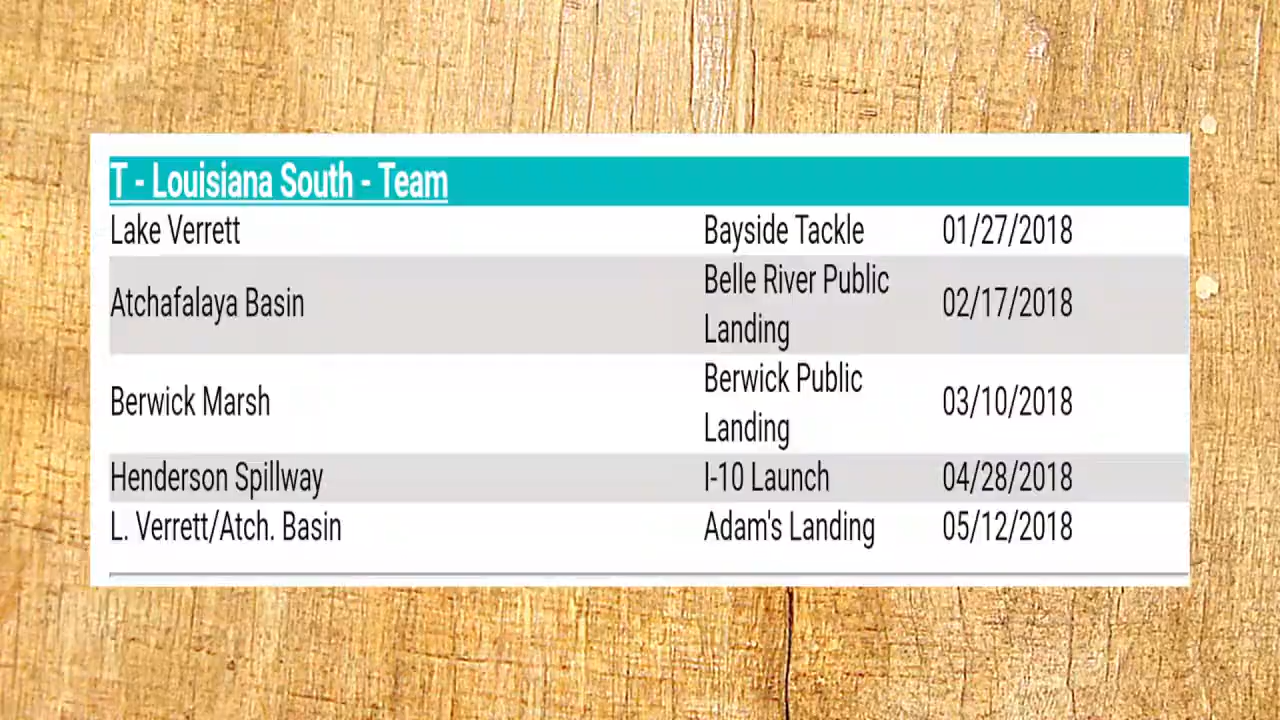 T - Louisiana South - Team
Lake Verrett Bayside Tackle 01/27/2018
Atchafalaya Basin Belle River Public Landing 02/17/2018
Berwick Marsh Berwick Public Landing 03/10/2018
Henderson Spillway I-10 Launch 04/28/2018
L. Verrett/Atch. Basin Adam's Landing 05/12/2018